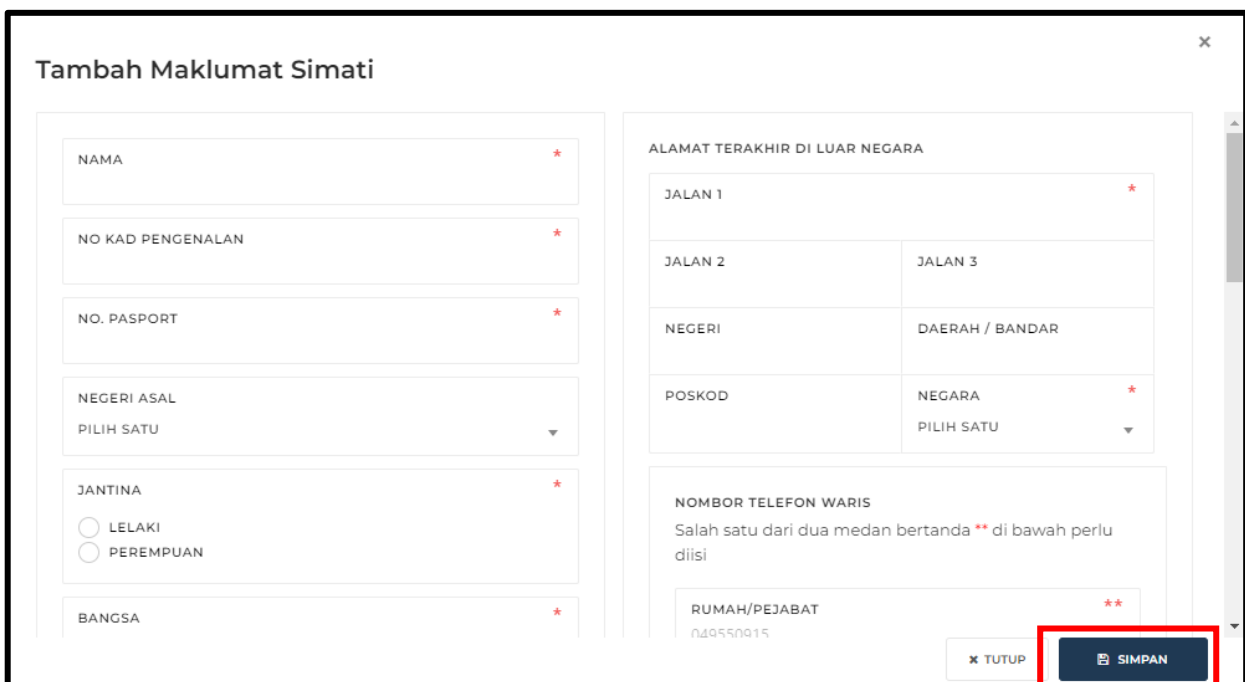 ×
Tambah Maklumat Simati
NAMA *
NO KAD PENGENALAN *
NO. PASPORT *
NEGERI ASAL
PILIH SATU
JANTINA *
LELAKI
PEREMPUAN
BANGSA *
ALAMAT TERAKHIR DI LUAR NEGARA
JALAN 1 *
JALAN 2 JALAN 3
NEGERI DAERAH / BANDAR
POSKOD NEGARA *
PILIH SATU
NOMBOR TELEFON WARIS
Salah satu dari dua medan bertanda ** di bawah perlu
diisi
RUMAH/PEJABAT **
049550915
× TUTUP SIMPAN